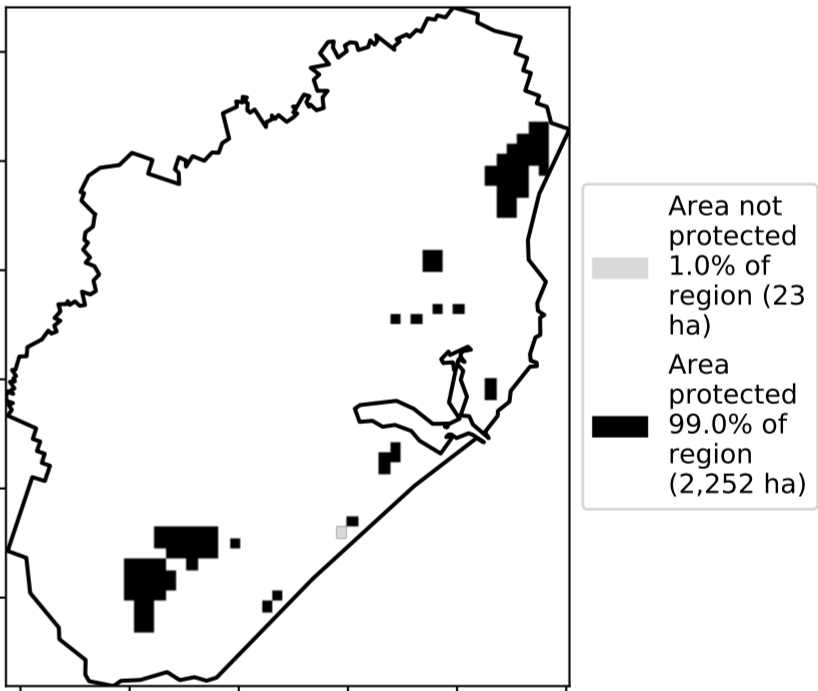 Area not
protected
1.0% of
region (23
ha)
Area
protected
99.0% of
region
(2,252 ha)